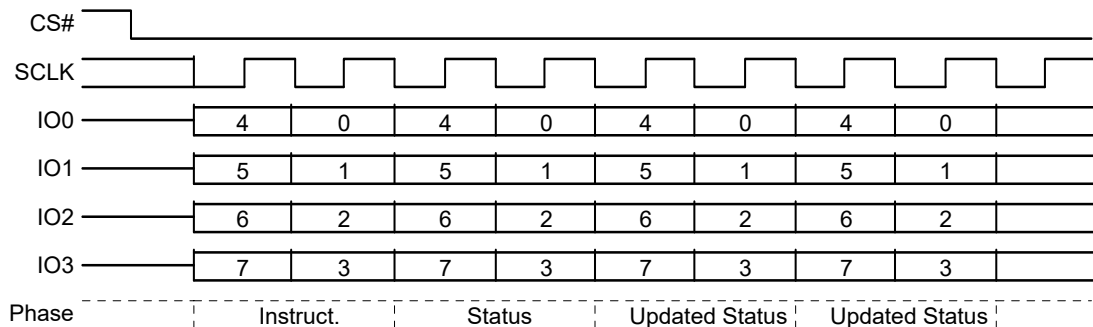 CS#
SCLK
IO0 4 0 4 0 4 0 4 0
IO1 5 1 5 1 5 1 5 1
IO2 6 2 6 2 6 2 6 2
IO3 7 3 7 3 7 3 7 3
Phase Instruct. Status Updated Status Updated Status